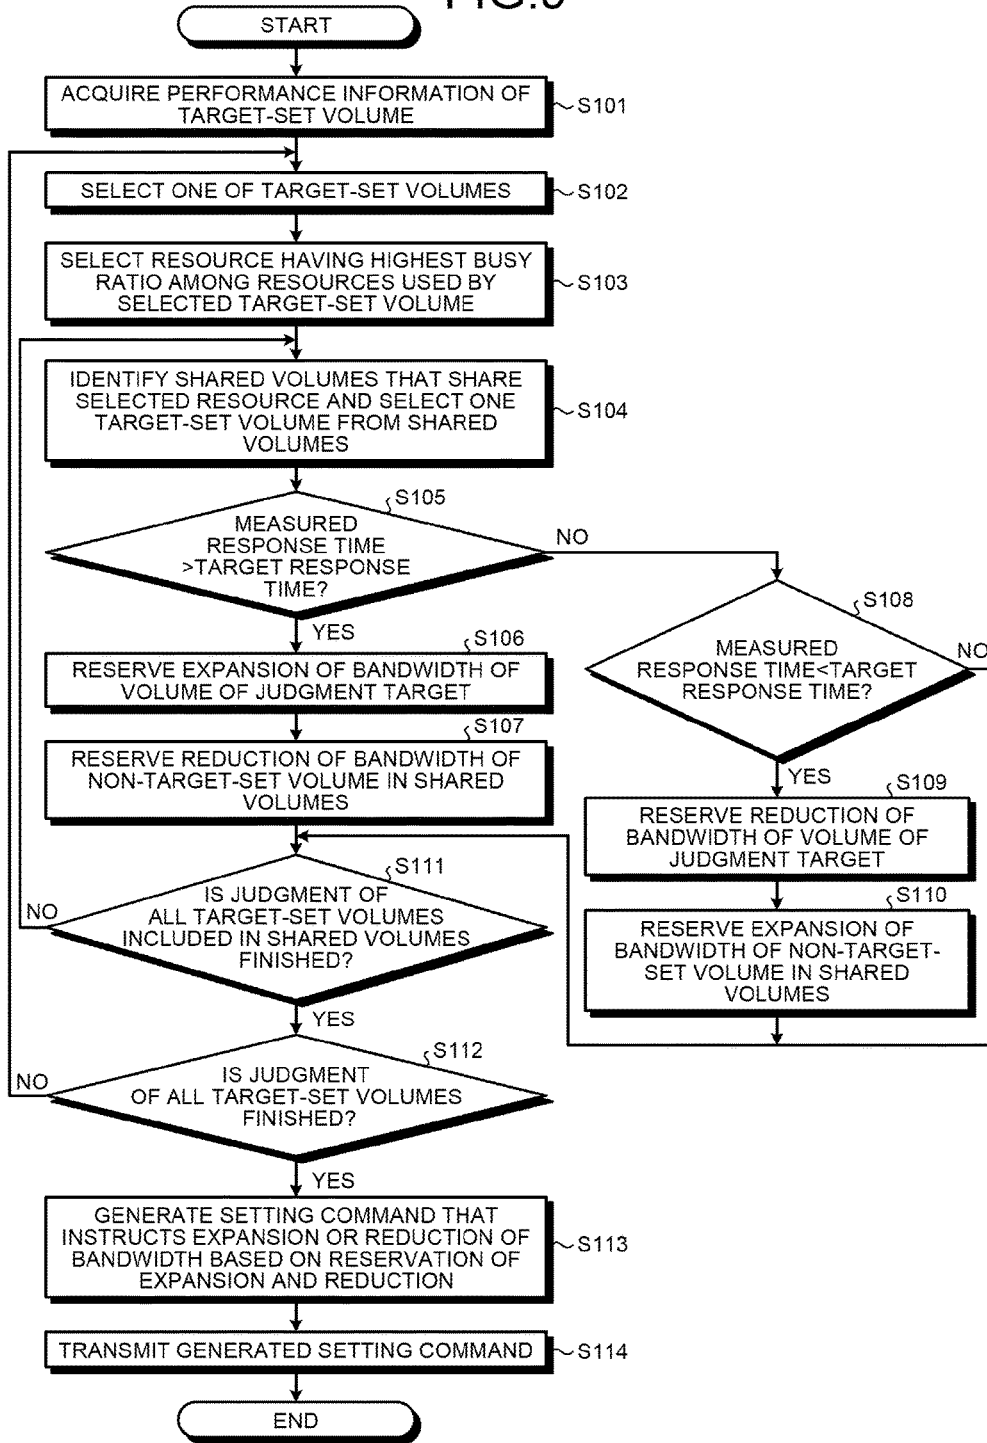 START
ACQUIRE PERFORMANCE INFORMATION OF
TARGET-SET VOLUME
S101
SELECT ONE OF TARGET-SET VOLUMES
S102
SELECT RESOURCE HAVING HIGHEST BUSY
RATIO AMONG RESOURCES USED BY
SELECTED TARGET-SET VOLUME
S103
IDENTIFY SHARED VOLUMES THAT SHARE
SELECTED RESOURCE AND SELECT ONE
TARGET-SET VOLUME FROM SHARED
VOLUMES
S104
S105
MEASURED
RESPONSE TIME
>TARGET RESPONSE
TIME?
NO
YES
S106
RESERVE EXPANSION OF BANDWIDTH OF
VOLUME OF JUDGMENT TARGET
S107
RESERVE REDUCTION OF BANDWIDTH OF
NON-TARGET-SET VOLUME IN SHARED
VOLUMES
S108
MEASURED
RESPONSE TIME<TARGET
RESPONSE TIME?
NO
YES
S109
RESERVE REDUCTION OF
BANDWIDTH OF VOLUME OF
JUDGMENT TARGET
S110
RESERVE EXPANSION OF
BANDWIDTH OF NON-TARGET-
SET VOLUME IN SHARED
VOLUMES
S111
IS JUDGMENT OF
ALL TARGET-SET VOLUMES
INCLUDED IN SHARED VOLUMES
FINISHED?
NO
YES
S112
IS JUDGMENT
OF ALL TARGET-SET VOLUMES
FINISHED?
NO
YES
GENERATE SETTING COMMAND THAT
INSTRUCTS EXPANSION OR REDUCTION OF
BANDWIDTH BASED ON RESERVATION OF
EXPANSION AND REDUCTION
S113
TRANSMIT GENERATED SETTING COMMAND
S114
END